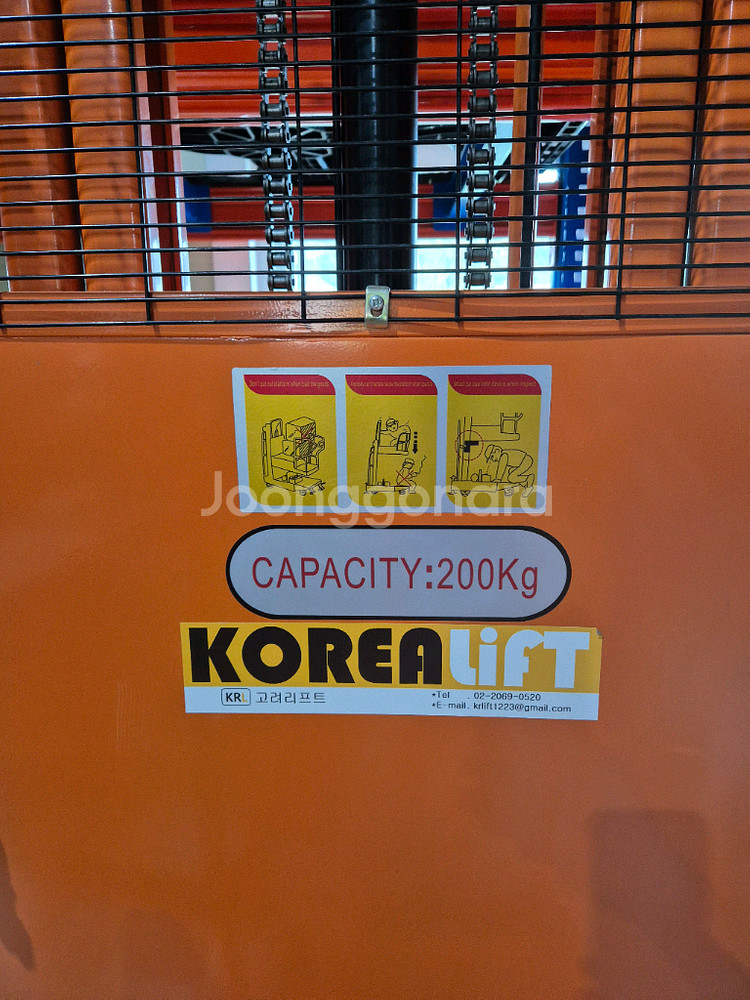 Joonggonara
CAPACITY:200Kg
KOREALiFT
KRL 고려리프트
*Tel . 02-2069-0520
*E-mail. krlift1223@gmail.com